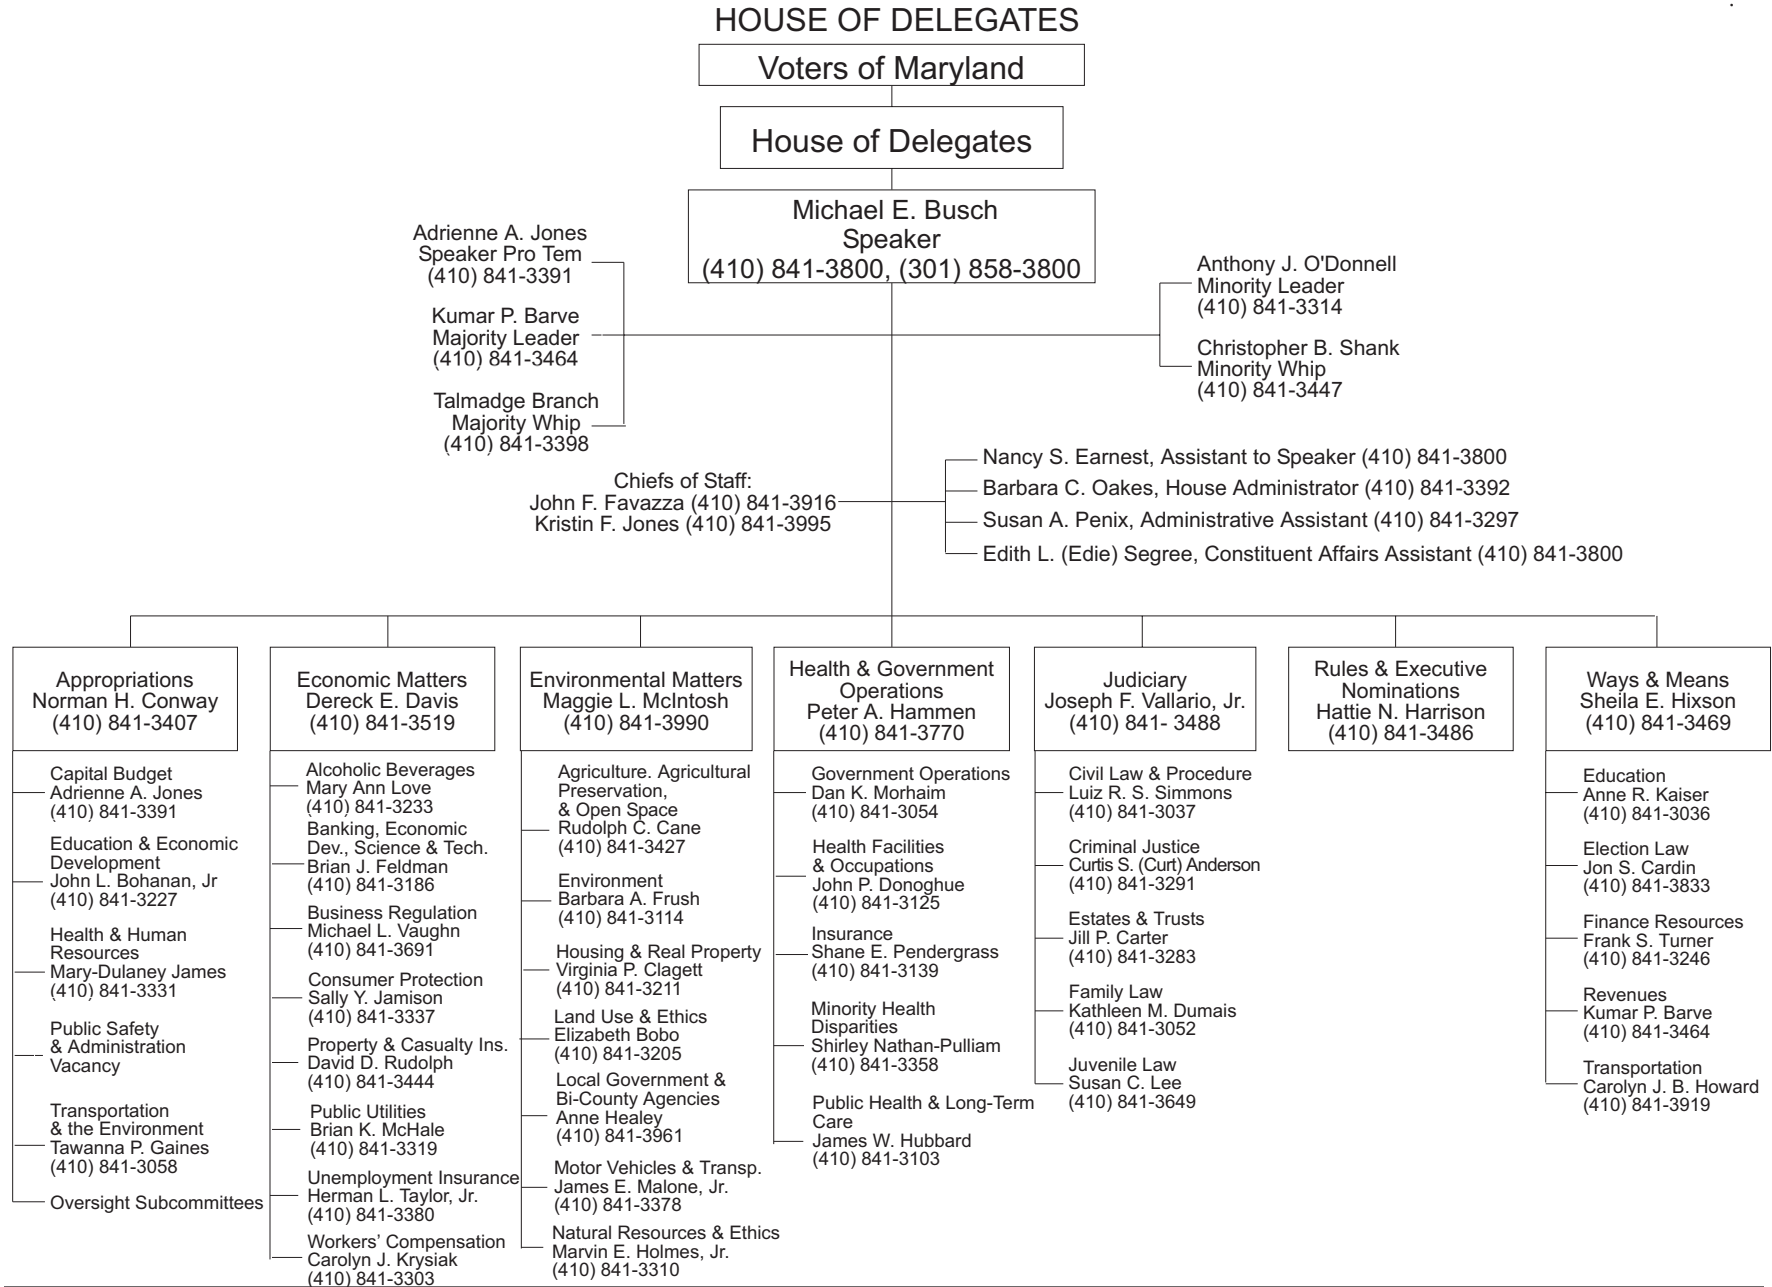 HOUSE OF DELEGATES
Voters of Maryland
House of Delegates
Michael E. Busch
Speaker
(410) 841-3800, (301) 858-3800
Adrienne A. Jones
Speaker Pro Tem
(410) 841-3391
Kumar P. Barve
Majority Leader
(410) 841-3464
Talmadge Branch
Majority Whip
(410) 841-3398
Anthony J. O'Donnell
Minority Leader
(410) 841-3314
Christopher B. Shank
Minority Whip
(410) 841-3447
Chiefs of Staff:
John F. Favazza (410) 841-3916
Kristin F. Jones (410) 841-3995
Nancy S. Earnest, Assistant to Speaker (410) 841-3800
Barbara C. Oakes, House Administrator (410) 841-3392
Susan A. Penix, Administrative Assistant (410) 841-3297
Edith L. (Edie) Segree, Constituent Affairs Assistant (410) 841-3800
Appropriations
Norman H. Conway
(410) 841-3407
Capital Budget
Adrienne A. Jones
(410) 841-3391
Education & Economic
Development
John L. Bohanan, Jr
(410) 841-3227
Health & Human
Resources
Mary-Dulaney James
(410) 841-3331
Public Safety
& Administration
Vacancy
Transportation
& the Environment
Tawanna P. Gaines
(410) 841-3058
Oversight Subcommittees
Economic Matters
Dereck E. Davis
(410) 841-3519
Alcoholic Beverages
Mary Ann Love
(410) 841-3233
Banking, Economic
Dev., Science & Tech.
Brian J. Feldman
(410) 841-3186
Business Regulation
Michael L. Vaughn
(410) 841-3691
Consumer Protection
Sally Y. Jamison
(410) 841-3337
Property & Casualty Ins.
David D. Rudolph
(410) 841-3444
Public Utilities
Brian K. McHale
(410) 841-3319
Unemployment Insurance
Herman L. Taylor, Jr.
(410) 841-3380
Workers’ Compensation
Carolyn J. Krysiak
(410) 841-3303
Environmental Matters
Maggie L. McIntosh
(410) 841-3990
Agriculture. Agricultural
Preservation,
& Open Space
Rudolph C. Cane
(410) 841-3427
Environment
Barbara A. Frush
(410) 841-3114
Housing & Real Property
Virginia P. Clagett
(410) 841-3211
Land Use & Ethics
Elizabeth Bobo
(410) 841-3205
Local Government &
Bi-County Agencies
Anne Healey
(410) 841-3961
Motor Vehicles & Transp.
James E. Malone, Jr.
(410) 841-3378
Natural Resources & Ethics
Marvin E. Holmes, Jr.
(410) 841-3310
Health & Government
Operations
Peter A. Hammen
(410) 841-3770
Government Operations
Dan K. Morhaim
(410) 841-3054
Health Facilities
& Occupations
John P. Donoghue
(410) 841-3125
Insurance
Shane E. Pendergrass
(410) 841-3139
Minority Health
Disparities
Shirley Nathan-Pulliam
(410) 841-3358
Public Health & Long-Term
Care
James W. Hubbard
(410) 841-3103
Judiciary
Joseph F. Vallario, Jr.
(410) 841- 3488
Civil Law & Procedure
Luiz R. S. Simmons
(410) 841-3037
Criminal Justice
Curtis S. (Curt) Anderson
(410) 841-3291
Estates & Trusts
Jill P. Carter
(410) 841-3283
Family Law
Kathleen M. Dumais
(410) 841-3052
Juvenile Law
Susan C. Lee
(410) 841-3649
Rules & Executive
Nominations
Hattie N. Harrison
(410) 841-3486
Ways & Means
Sheila E. Hixson
(410) 841-3469
Education
Anne R. Kaiser
(410) 841-3036
Election Law
Jon S. Cardin
(410) 841-3833
Finance Resources
Frank S. Turner
(410) 841-3246
Revenues
Kumar P. Barve
(410) 841-3464
Transportation
Carolyn J. B. Howard
(410) 841-3919